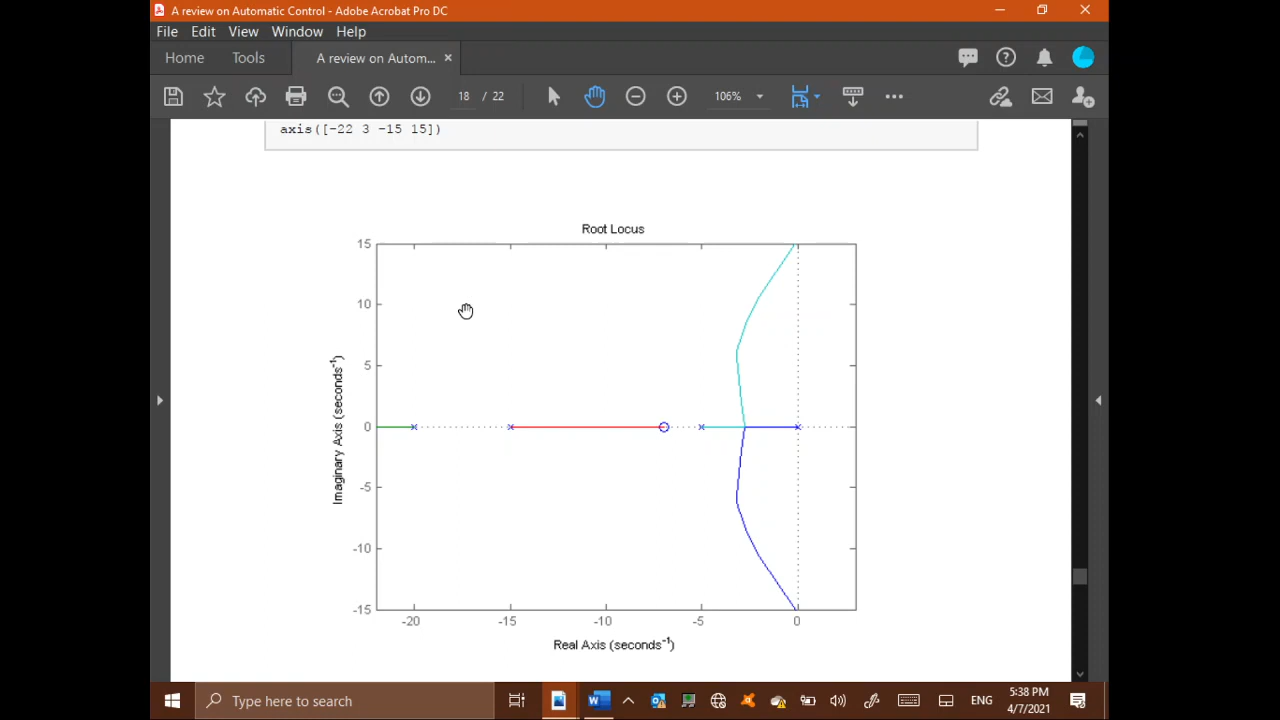 A review on Automatic Control - Adobe Acrobat Pro DC
File Edit View Window Help
Home Tools A review on Autom... ×
18 / 22 106%
axis([-22 3 -15 15])
Root Locus
15
10
5
0
-5
-10
-15
Imaginary Axis (seconds⁻¹)
-20 -15 -10 -5 0
Real Axis (seconds⁻¹)
Type here to search
ENG
5:38 PM
4/7/2021